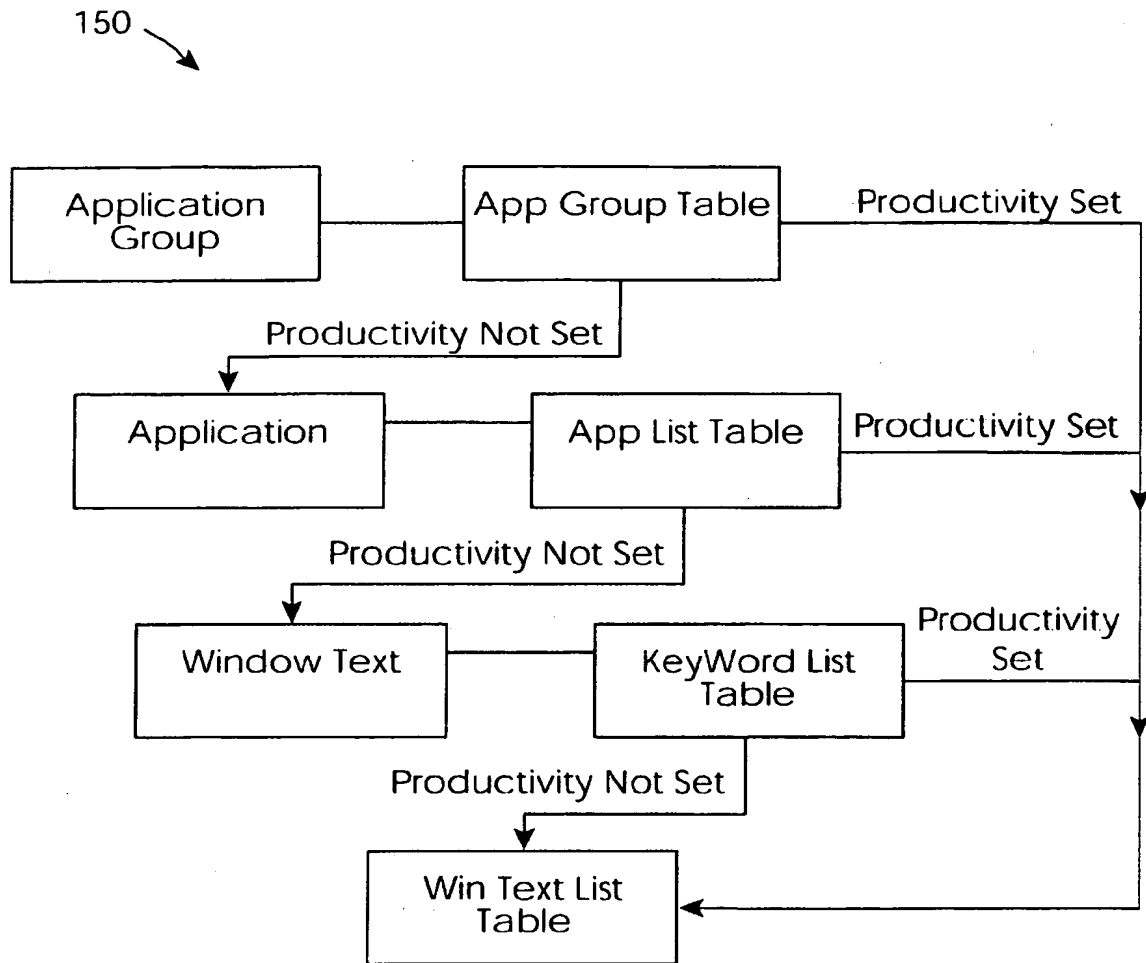 150
Application
Group
App Group Table
Productivity Set
Productivity Not Set
Application
App List Table
Productivity Set
Productivity Not Set
Window Text
KeyWord List
Table
Productivity
Set
Productivity Not Set
Win Text List
Table